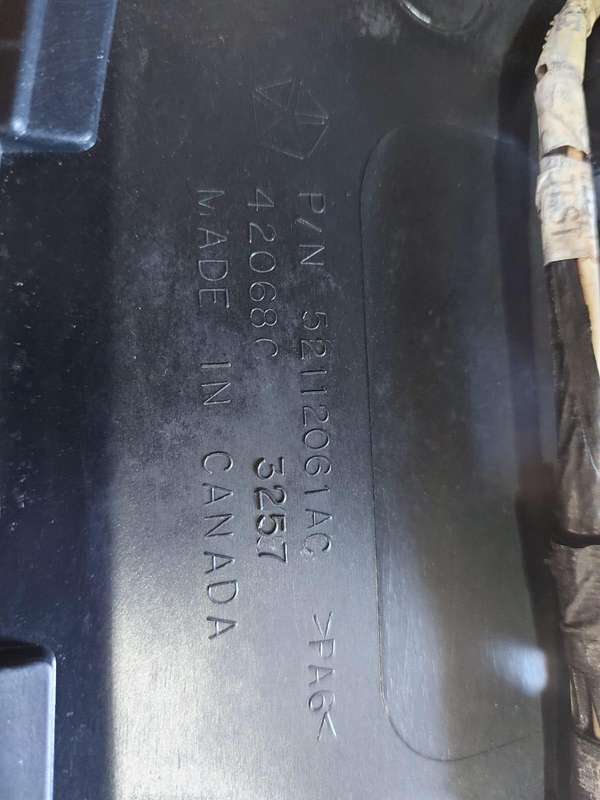 P/N 52112061AC >PA6<
42068C 3257
MADE IN CANADA